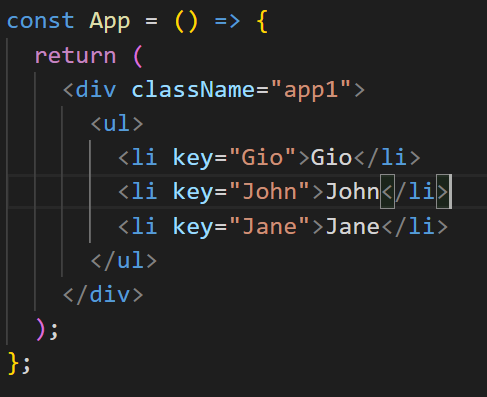 const App = () => {
  return (
    <div className="app1">
      <ul>
        <li key="Gio">Gio</li>
        <li key="John">John</li>
        <li key="Jane">Jane</li>
      </ul>
    </div>
  );
};